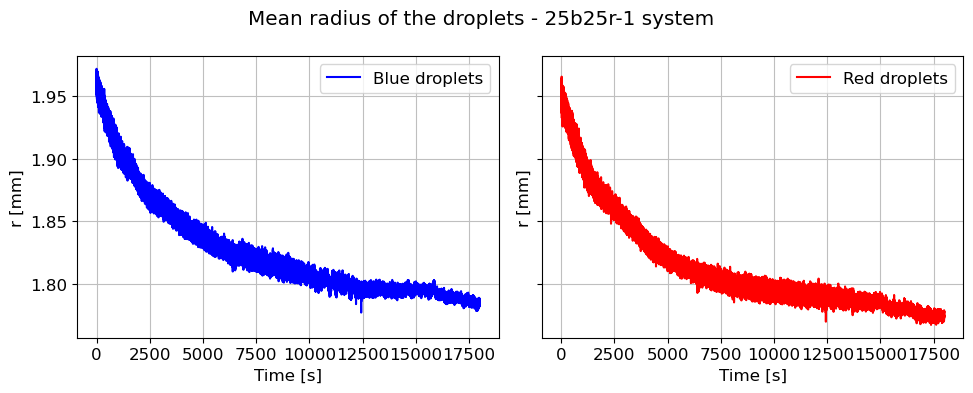 Mean radius of the droplets - 25b25r-1 system
Blue droplets
r [mm]
1.95
1.90
1.85
1.80
0 2500 5000 7500 10000 12500 15000 17500
Time [s]
Red droplets
r [mm]
0 2500 5000 7500 10000 12500 15000 17500
Time [s]